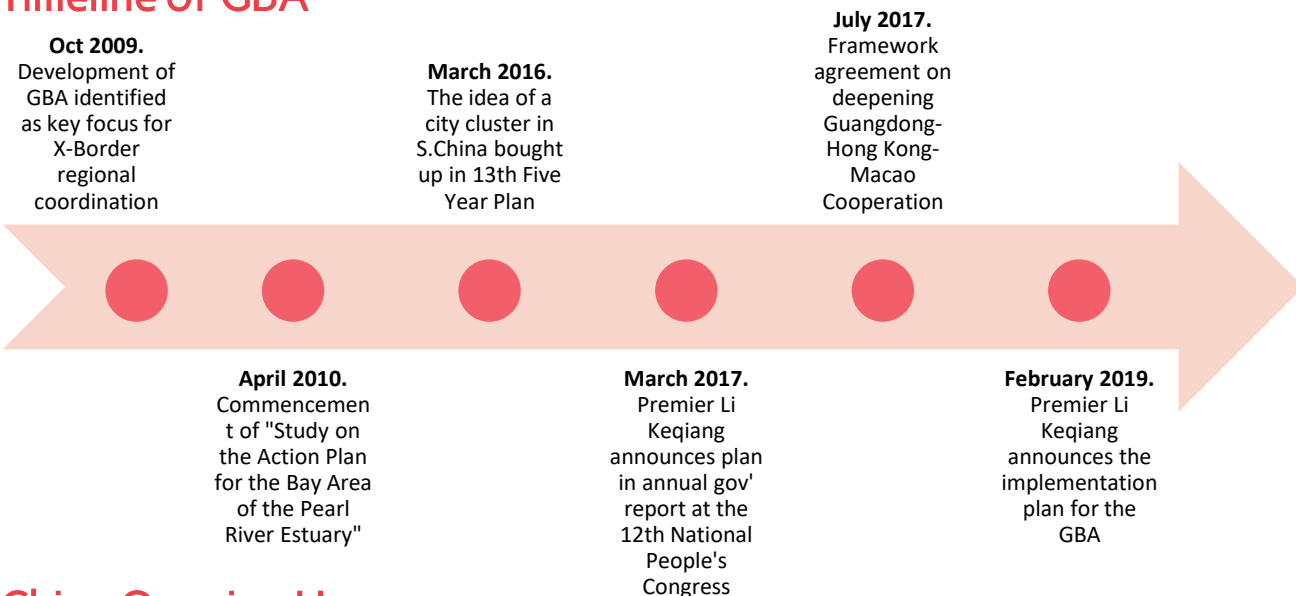 Timeline of GBA
Oct 2009.
Development of
GBA identified
as key focus for
X-Border
regional
coordination
April 2010.
Commencemen
t of "Study on
the Action Plan
for the Bay Area
of the Pearl
River Estuary"
March 2016.
The idea of a
city cluster in
S.China bought
up in 13th Five
Year Plan
March 2017.
Premier Li
Keqiang
announces plan
in annual gov'
report at the
12th National
People's
Congress
July 2017.
Framework
agreement on
deepening
Guangdong-
Hong Kong-
Macao
Cooperation
February 2019.
Premier Li
Keqiang
announces the
implementation
plan for the
GBA